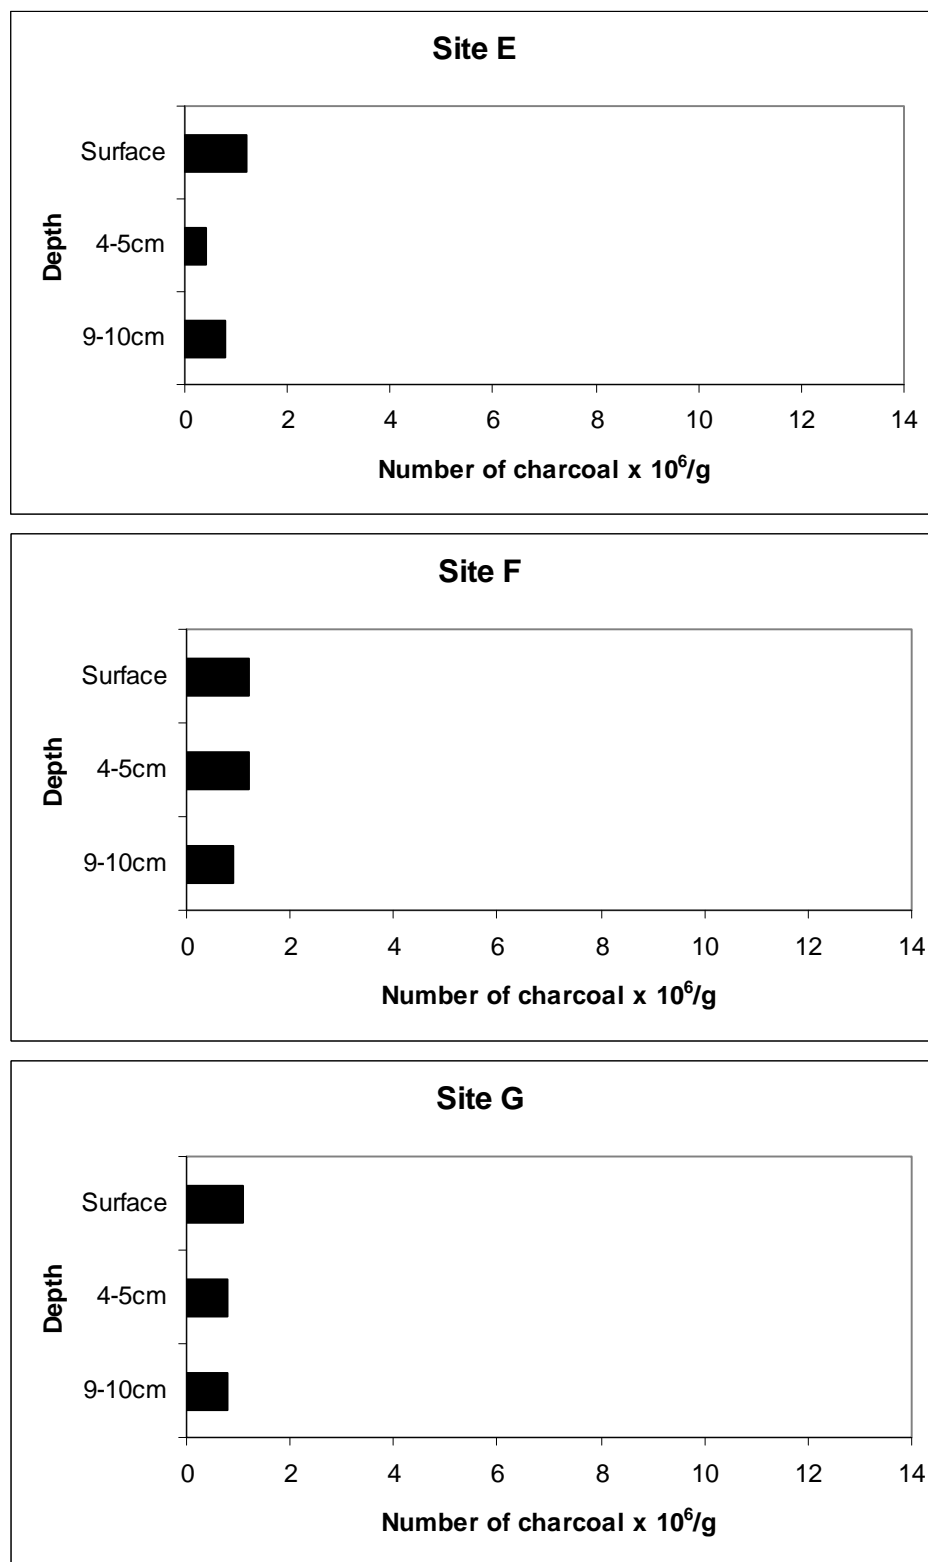 Site E
Surface
4-5cm
9-10cm
Depth
0 2 4 6 8 10 12 14
Number of charcoal x 10⁶/g
Site F
Surface
4-5cm
9-10cm
Depth
0 2 4 6 8 10 12 14
Number of charcoal x 10⁶/g
Site G
Surface
4-5cm
9-10cm
Depth
0 2 4 6 8 10 12 14
Number of charcoal x 10⁶/g